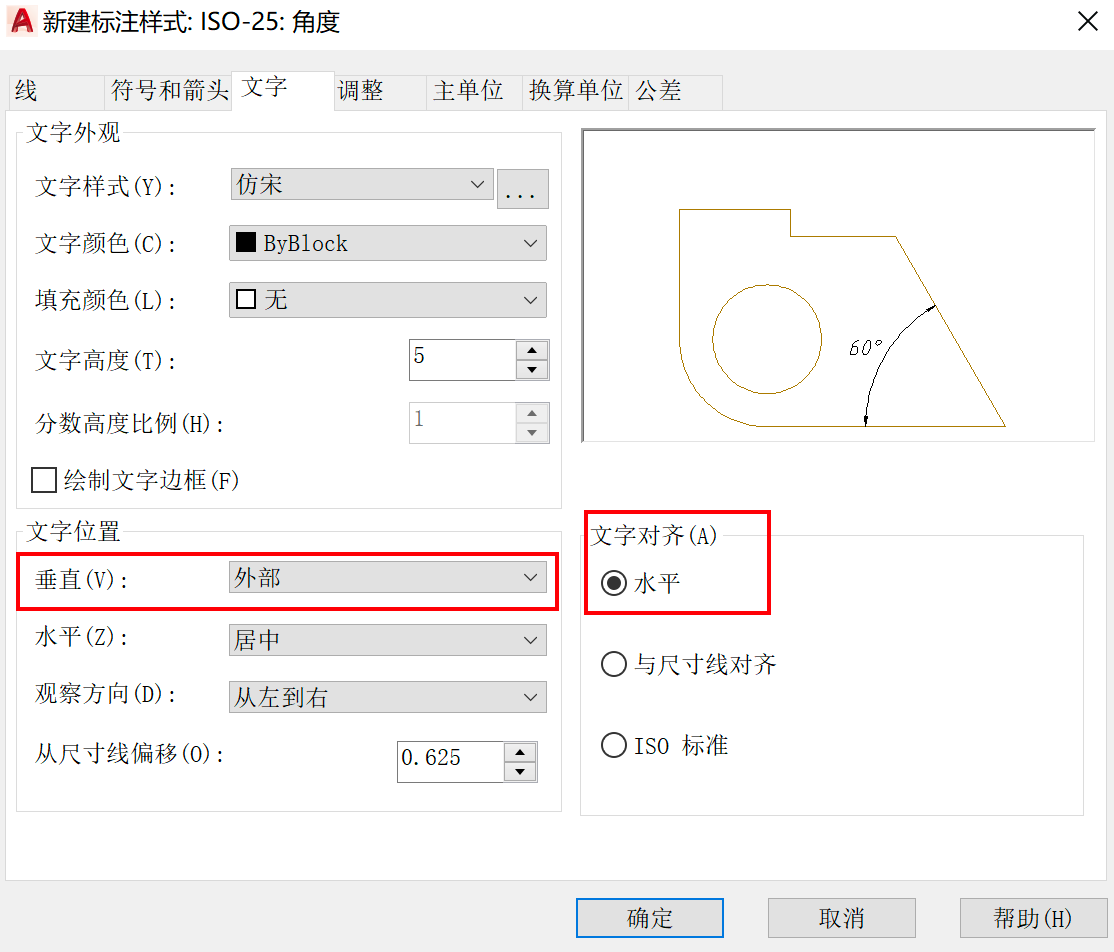 新建标注样式: ISO-25: 角度
线 符号和箭头 文字 调整 主单位 换算单位 公差
文字外观
文字样式(Y): 仿宋 ...
文字颜色(C): ByBlock
填充颜色(L): 无
文字高度(T): 5
分数高度比例(H): 1
绘制文字边框(F)
60°
文字位置
垂直(V): 外部
水平(Z): 居中
观察方向(D): 从左到右
从尺寸线偏移(O): 0.625
文字对齐(A)
水平
与尺寸线对齐
ISO 标准
确定 取消 帮助(H)